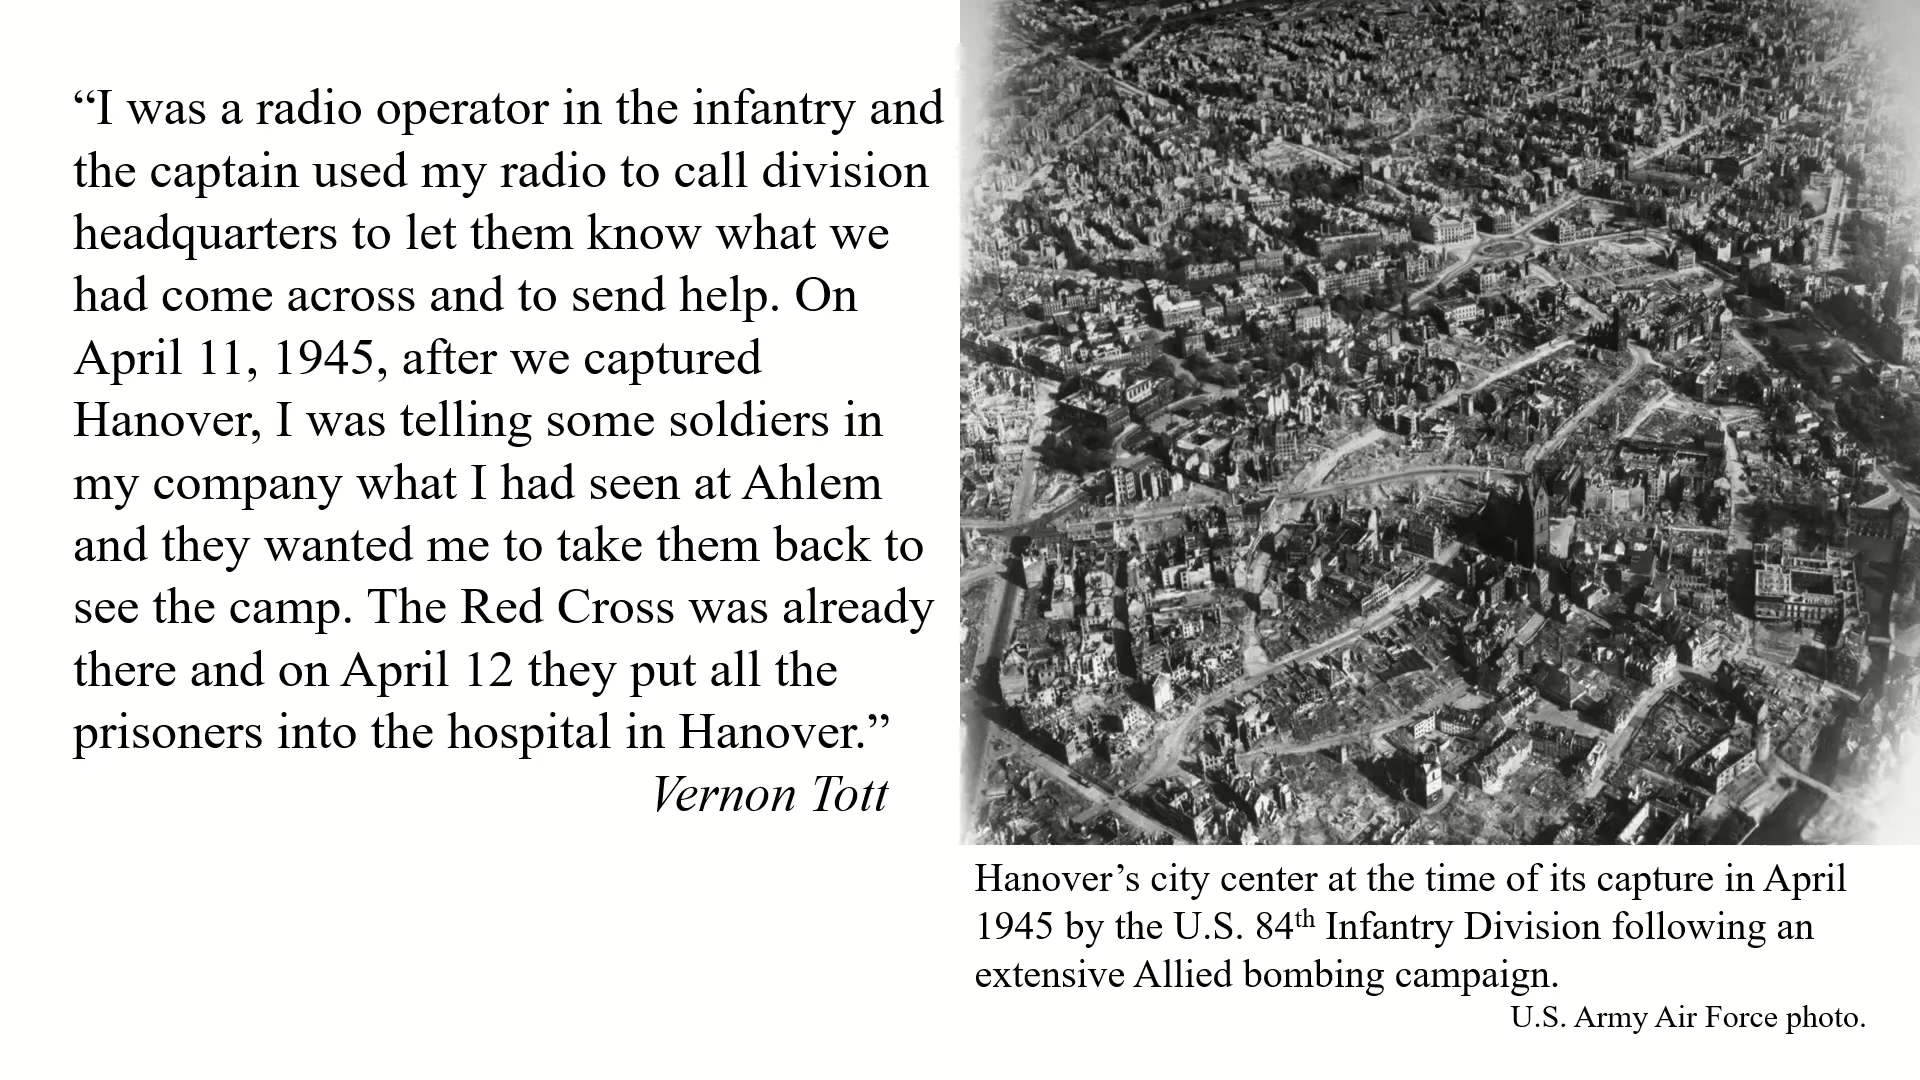 “I was a radio operator in the infantry and
the captain used my radio to call division
headquarters to let them know what we
had come across and to send help. On
April 11, 1945, after we captured
Hanover, I was telling some soldiers in
my company what I had seen at Ahlem
and they wanted me to take them back to
see the camp. The Red Cross was already
there and on April 12 they put all the
prisoners into the hospital in Hanover.”
Vernon Tott
Hanover’s city center at the time of its capture in April
1945 by the U.S. 84th Infantry Division following an
extensive Allied bombing campaign.
U.S. Army Air Force photo.